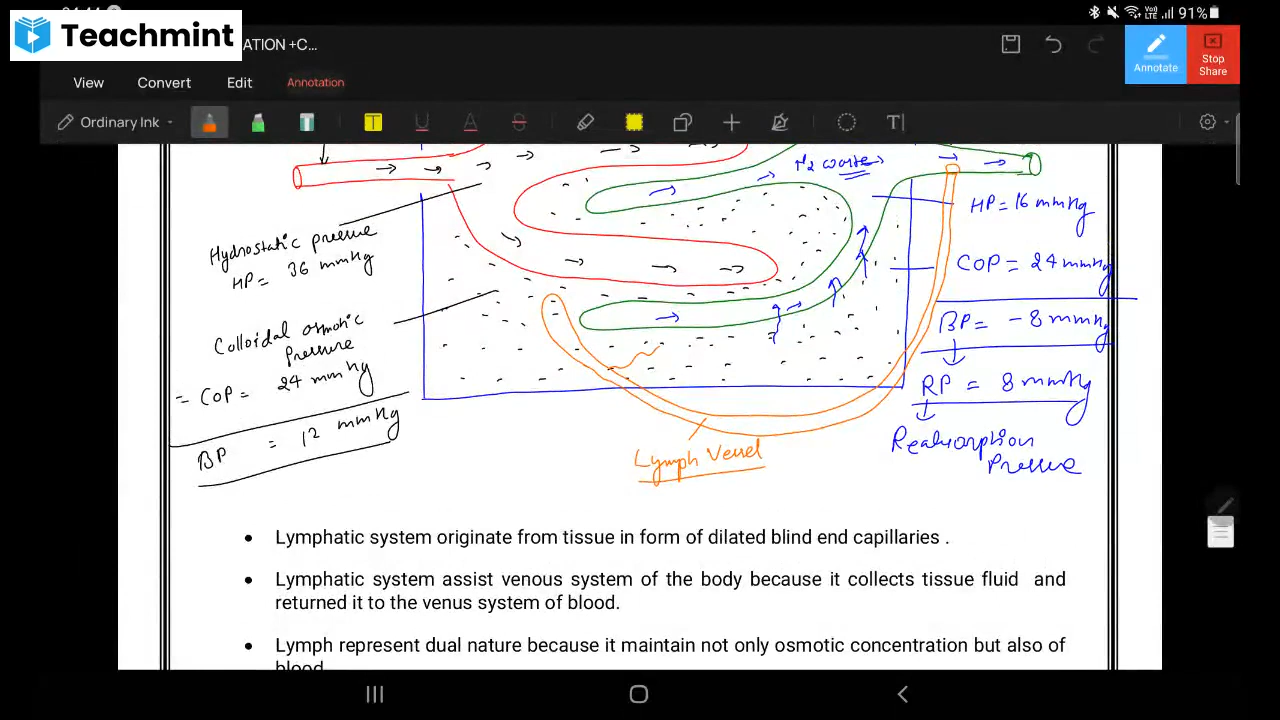 91%
Teachmint
ATION +C...
Annotate
Stop
Share
View Convert Edit Annotation
Ordinary Ink
T U A S T
waste
Hydrostatic pressure
HP = 36 mmHg
HP = 16 mmHg
COP = 24 mmHg
Colloidal osmotic
pressure
= COP = 24 mmHg
BP = -8 mmHg
RP = 8 mmHg
BP = 12 mmHg
Reabsorption
Pressure
Lymph Vessel
• Lymphatic system originate from tissue in form of dilated blind end capillaries .
• Lymphatic system assist venous system of the body because it collects tissue fluid and
returned it to the venus system of blood.
• Lymph represent dual nature because it maintain not only osmotic concentration but also of
blood